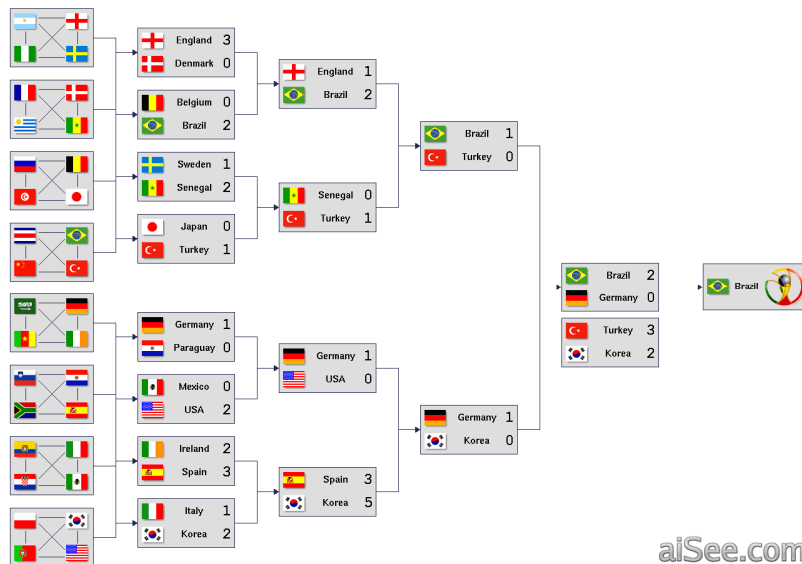 England 3
Denmark 0
Belgium 0
Brazil 2
Sweden 1
Senegal 2
Japan 0
Turkey 1
Germany 1
Paraguay 0
Mexico 0
USA 2
Ireland 2
Spain 3
Italy 1
Korea 2
England 1
Brazil 2
Senegal 0
Turkey 1
Germany 1
USA 0
Spain 3
Korea 5
Brazil 1
Turkey 0
Germany 1
Korea 0
Brazil 2
Germany 0
Turkey 3
Korea 2
Brazil
aiSee.com